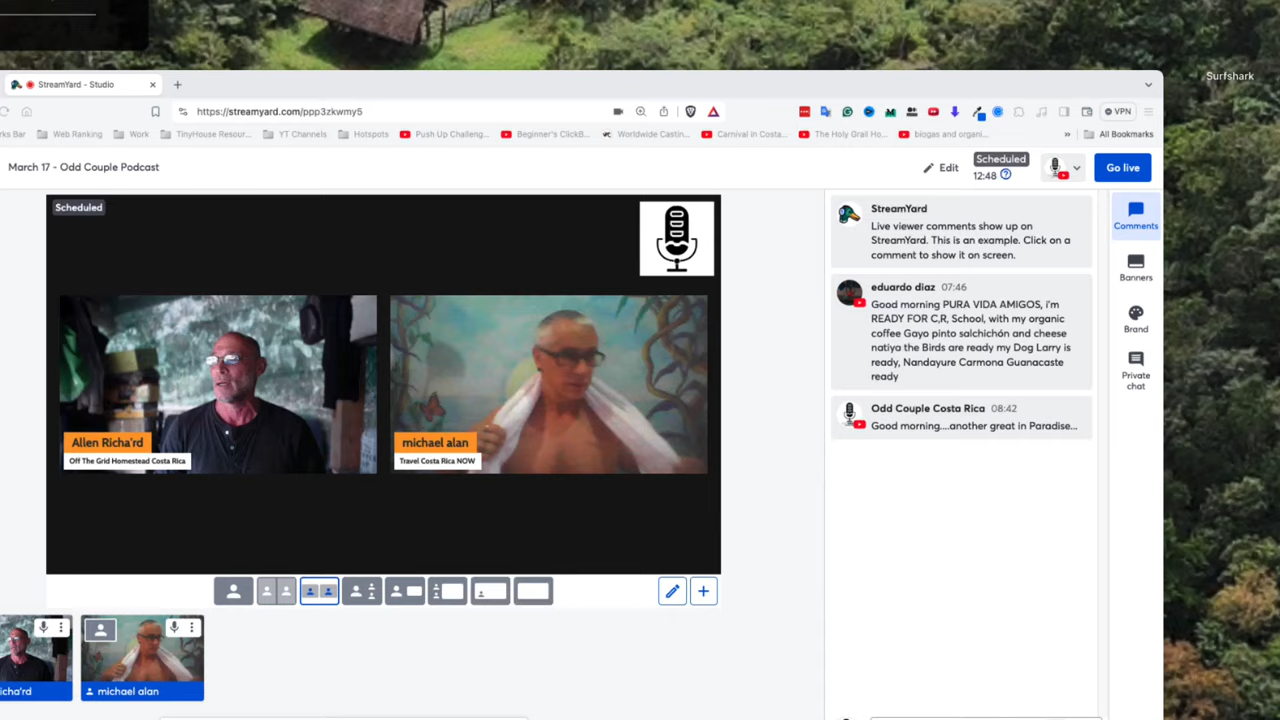 Surfshark
StreamYard - Studio
https://streamyard.com/ppp3zkwmy5
VPN
rks Bar
Web Ranking
Work
TinyHouse Resour...
YT Channels
Hotspots
Push Up Challeng...
Beginner's ClickB...
Worldwide Castin...
Carnival in Costa...
The Holy Grail Ho...
biogas and organi...
All Bookmarks
March 17 - Odd Couple Podcast
Edit
Scheduled
12:48
Go live
Scheduled
Allen Richa'rd
Off The Grid Homestead Costa Rica
michael alan
Travel Costa Rica NOW
icha'rd
michael alan
StreamYard
Live viewer comments show up on
StreamYard. This is an example. Click on a
comment to show it on screen.
eduardo diaz 07:46
Good morning PURA VIDA AMIGOS, i'm
READY FOR C,R, School, with my organic
coffee Gayo pinto salchichón and cheese
natiya the Birds are ready my Dog Larry is
ready, Nandayure Carmona Guanacaste
ready
Odd Couple Costa Rica 08:42
Good morning....another great in Paradise...
Comments
Banners
Brand
Private
chat